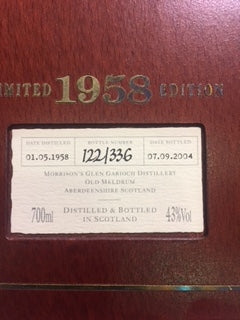 LIMITED 1958 EDITION
DATE DISTILLED BOTTLE NUMBER DATE BOTTLED
01.05.1958 122/336 07.09.2004
MORRISON'S GLEN GARIOCH DISTILLERY
OLD MELDRUM
ABERDEENSHIRE SCOTLAND
700ml DISTILLED & BOTTLED 43%Vol
IN SCOTLAND